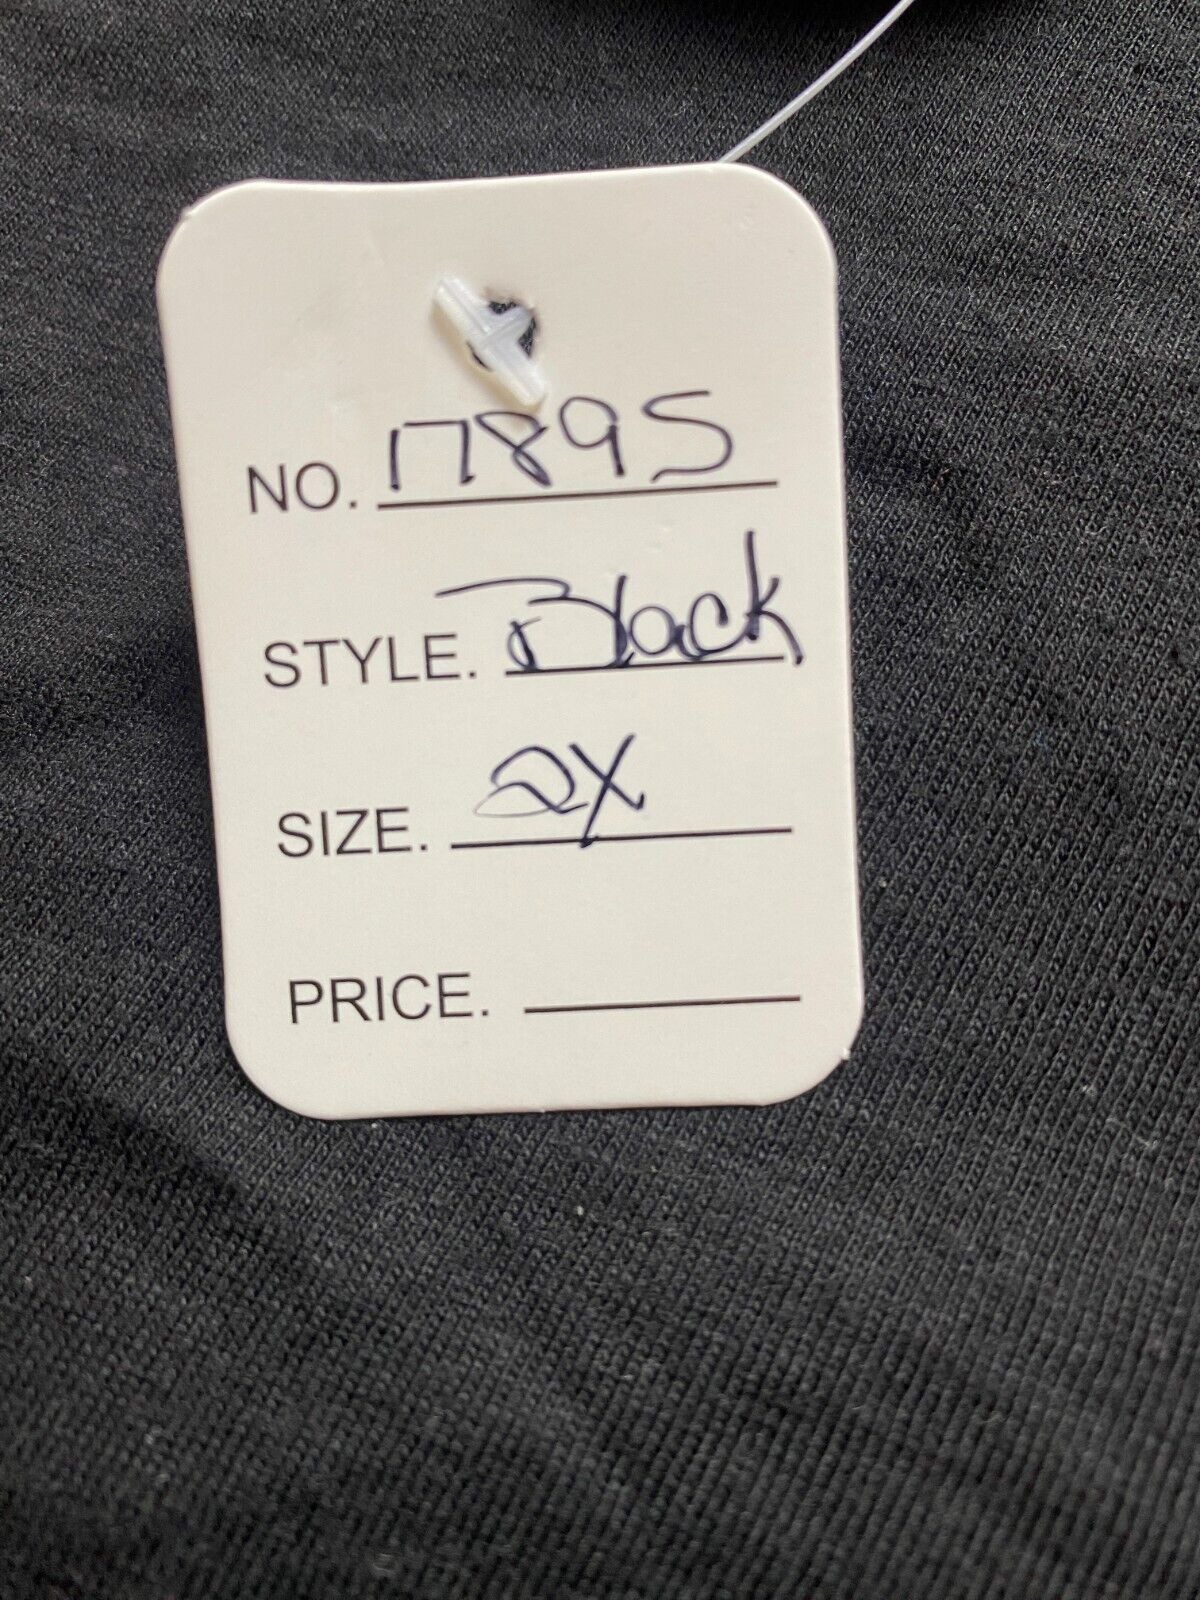 NO. 17895
STYLE. Black
SIZE. 2X
PRICE.